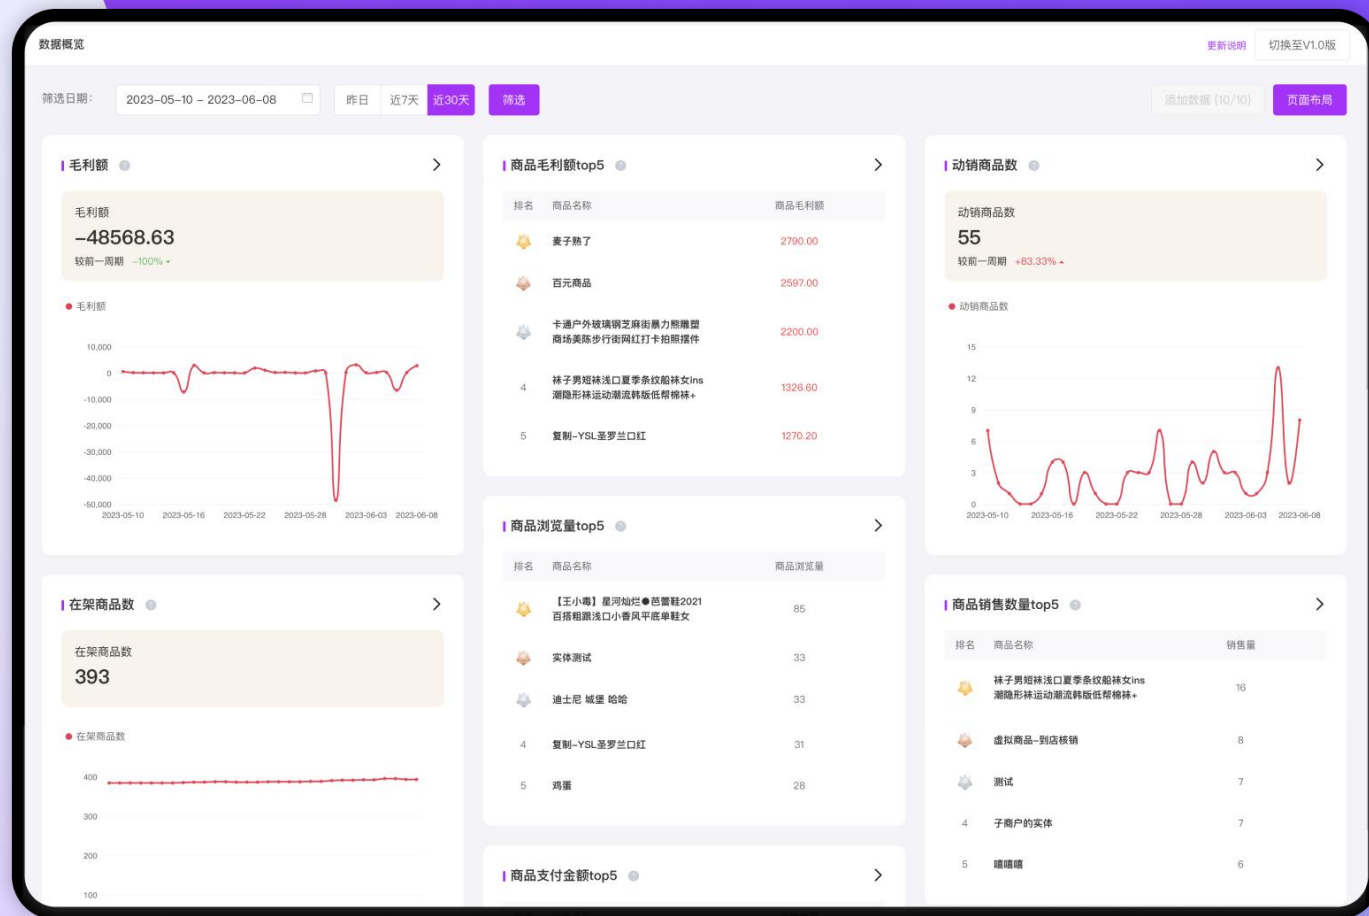 数据概览
更新说明
切换至V1.0版
筛选日期：
2023-05-10 - 2023-06-08
昨日
近7天
近30天
筛选
添加数据 (10/10)
页面布局
毛利额
毛利额
-48568.63
较前一周期 -100%
毛利额
10,000
0
-10,000
-20,000
-30,000
-40,000
-50,000
2023-05-10 2023-05-16 2023-05-22 2023-05-28 2023-06-03 2023-06-08
在架商品数
在架商品数
393
在架商品数
400
300
200
100
商品毛利额top5
排名 商品名称 商品毛利额
麦子熟了 2790.00
百元商品 2597.00
卡通户外玻璃钢芝麻街暴力熊雕塑
商场美陈步行街网红打卡拍照摆件 2200.00
4 袜子男短袜浅口夏季条纹船袜女ins
潮隐形袜运动潮流韩版低帮棉袜+ 1326.60
5 复制-YSL圣罗兰口红 1270.20
商品浏览量top5
排名 商品名称 商品浏览量
【王小毒】星河灿烂●芭蕾鞋2021
百搭粗跟浅口小香风平底单鞋女 85
实体测试 33
迪士尼 城堡 哈哈 33
4 复制-YSL圣罗兰口红 31
5 鸡蛋 28
商品支付金额top5
动销商品数
动销商品数
55
较前一周期 +83.33%
动销商品数
15
12
9
6
3
0
2023-05-10 2023-05-16 2023-05-22 2023-05-28 2023-06-03 2023-06-08
商品销售数量top5
排名 商品名称 销售量
袜子男短袜浅口夏季条纹船袜女ins
潮隐形袜运动潮流韩版低帮棉袜+ 16
虚拟商品-到店核销 8
测试 7
4 子商户的实体 7
5 嘻嘻嘻 6